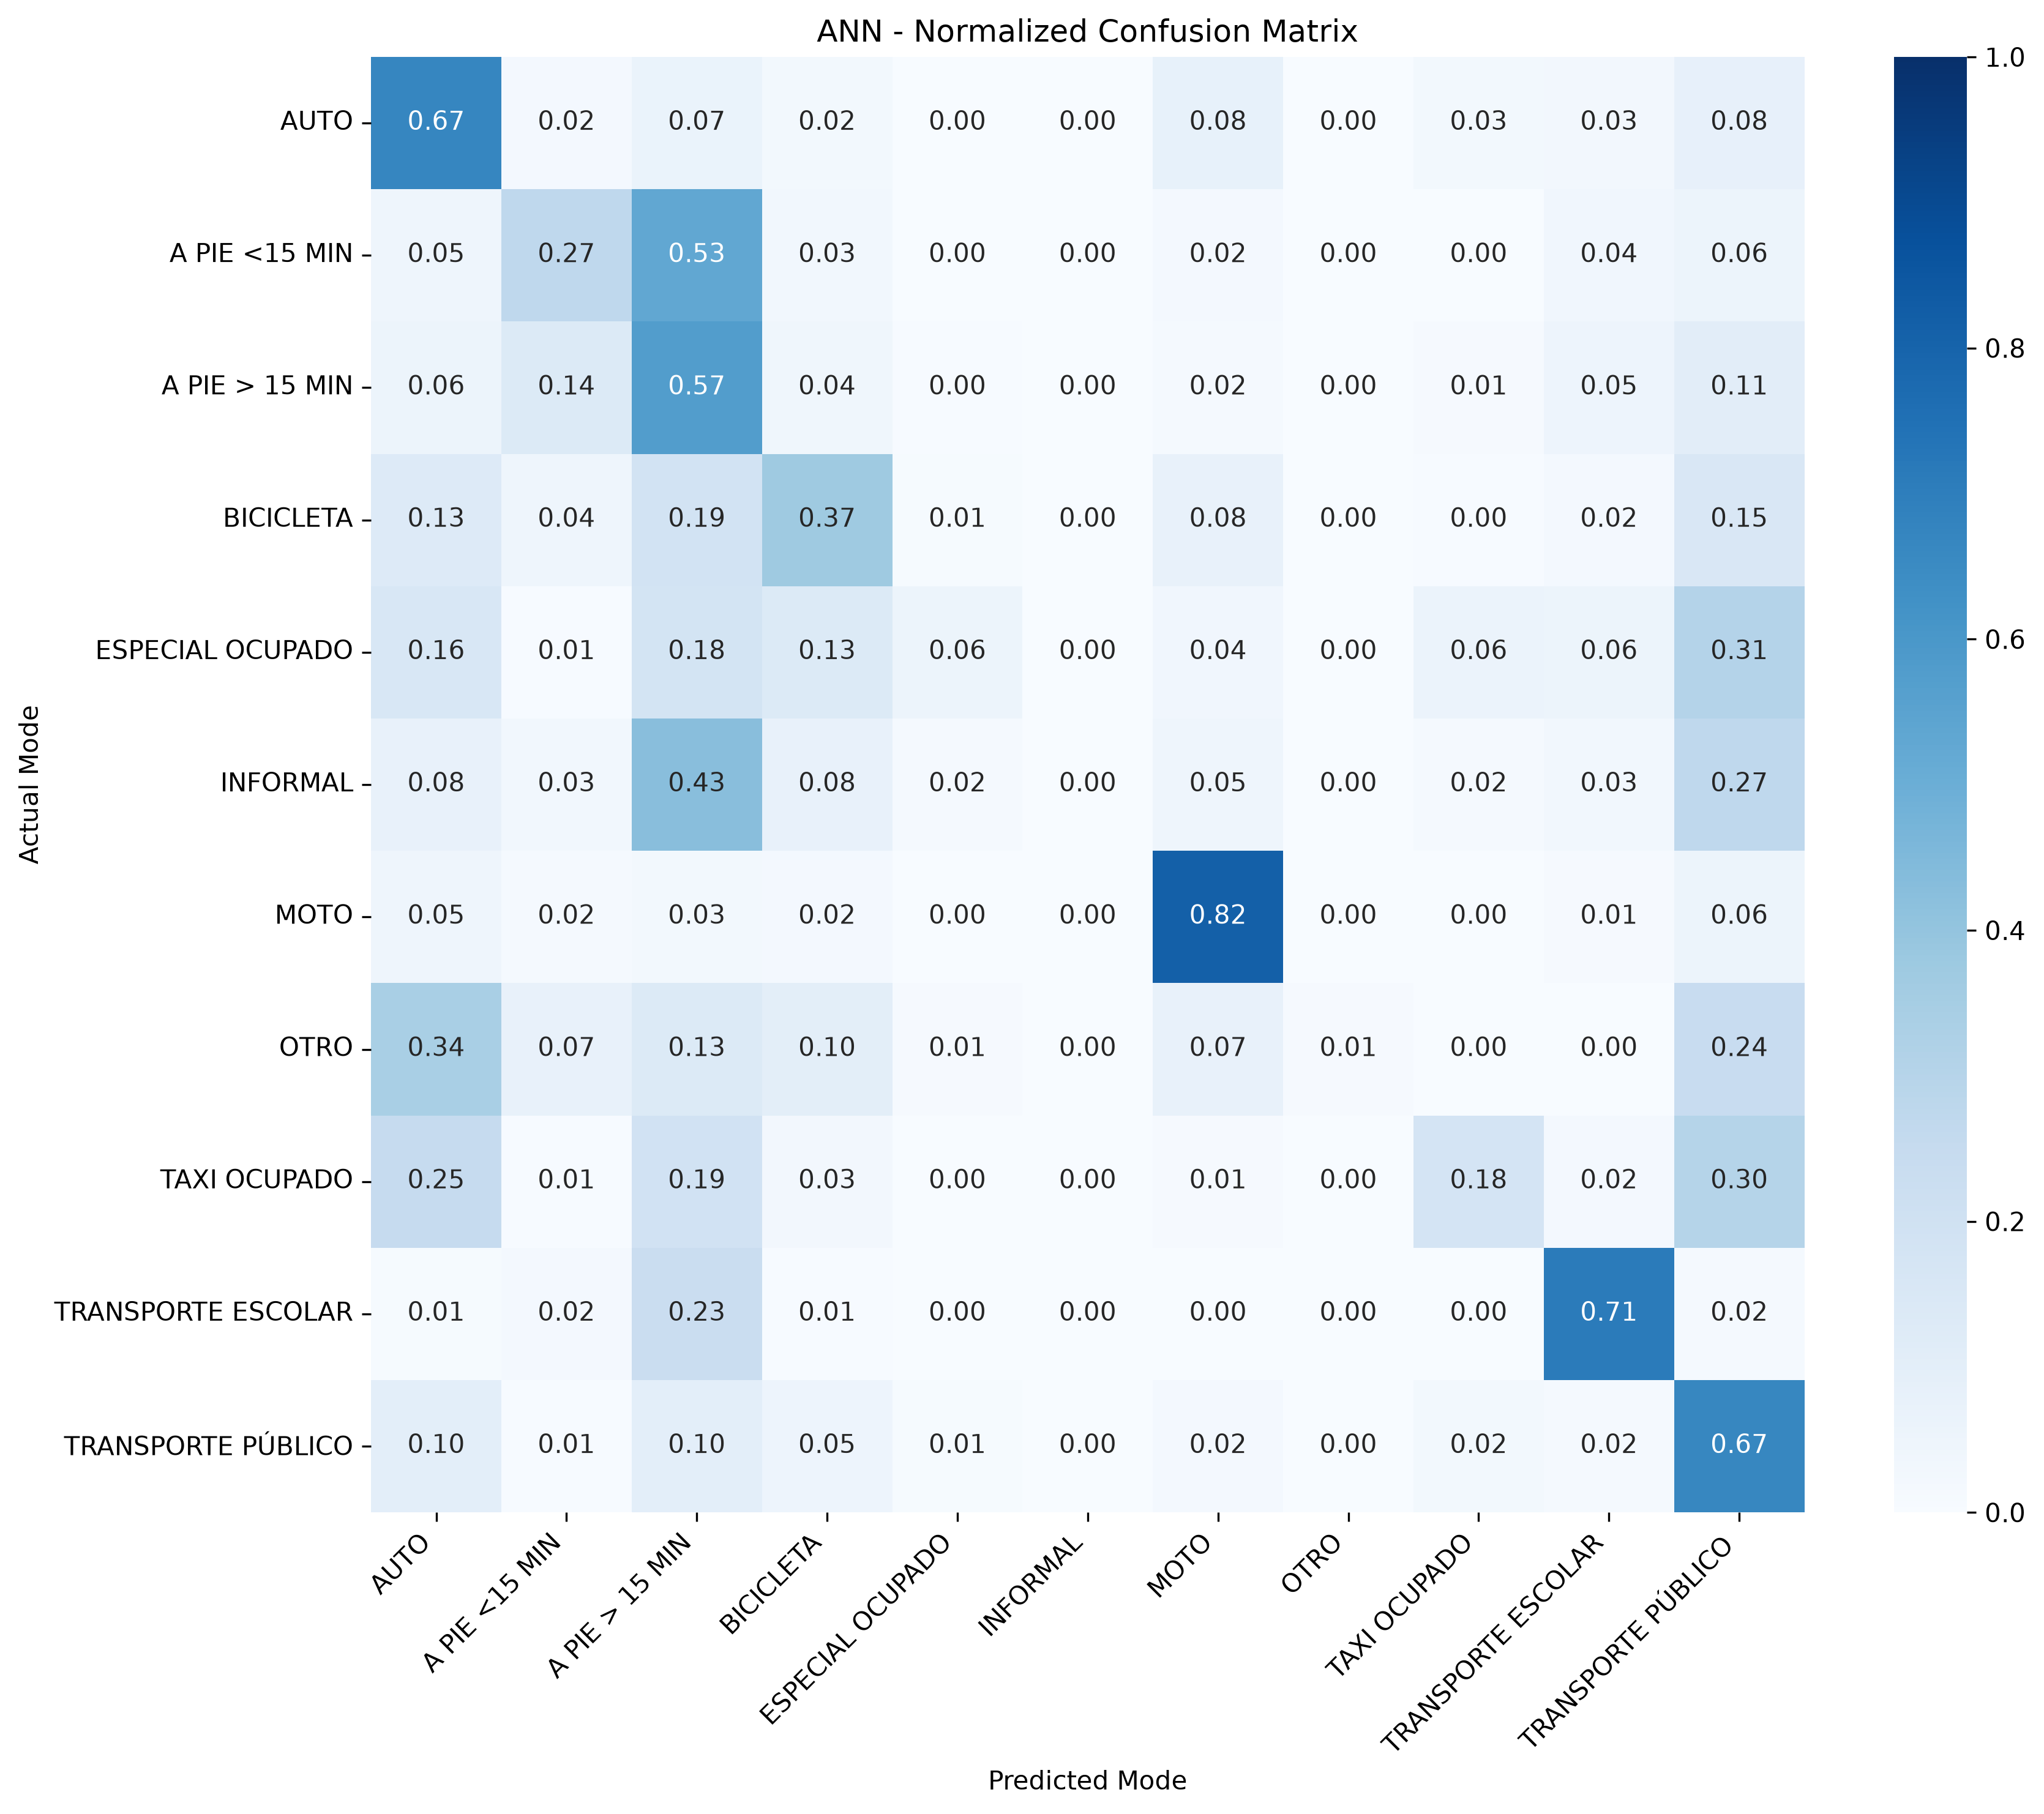 ANN - Normalized Confusion Matrix
AUTO 0.67 0.02 0.07 0.02 0.00 0.00 0.08 0.00 0.03 0.03 0.08
A PIE <15 MIN 0.05 0.27 0.53 0.03 0.00 0.00 0.02 0.00 0.00 0.04 0.06
A PIE > 15 MIN 0.06 0.14 0.57 0.04 0.00 0.00 0.02 0.00 0.01 0.05 0.11
BICICLETA 0.13 0.04 0.19 0.37 0.01 0.00 0.08 0.00 0.00 0.02 0.15
ESPECIAL OCUPADO 0.16 0.01 0.18 0.13 0.06 0.00 0.04 0.00 0.06 0.06 0.31
INFORMAL 0.08 0.03 0.43 0.08 0.02 0.00 0.05 0.00 0.02 0.03 0.27
MOTO 0.05 0.02 0.03 0.02 0.00 0.00 0.82 0.00 0.00 0.01 0.06
OTRO 0.34 0.07 0.13 0.10 0.01 0.00 0.07 0.01 0.00 0.00 0.24
TAXI OCUPADO 0.25 0.01 0.19 0.03 0.00 0.00 0.01 0.00 0.18 0.02 0.30
TRANSPORTE ESCOLAR 0.01 0.02 0.23 0.01 0.00 0.00 0.00 0.00 0.00 0.71 0.02
TRANSPORTE PÚBLICO 0.10 0.01 0.10 0.05 0.01 0.00 0.02 0.00 0.02 0.02 0.67
Actual Mode
AUTO
A PIE <15 MIN
A PIE > 15 MIN
BICICLETA
ESPECIAL OCUPADO
INFORMAL
MOTO
OTRO
TAXI OCUPADO
TRANSPORTE ESCOLAR
TRANSPORTE PÚBLICO
Predicted Mode
1.0
0.8
0.6
0.4
0.2
0.0